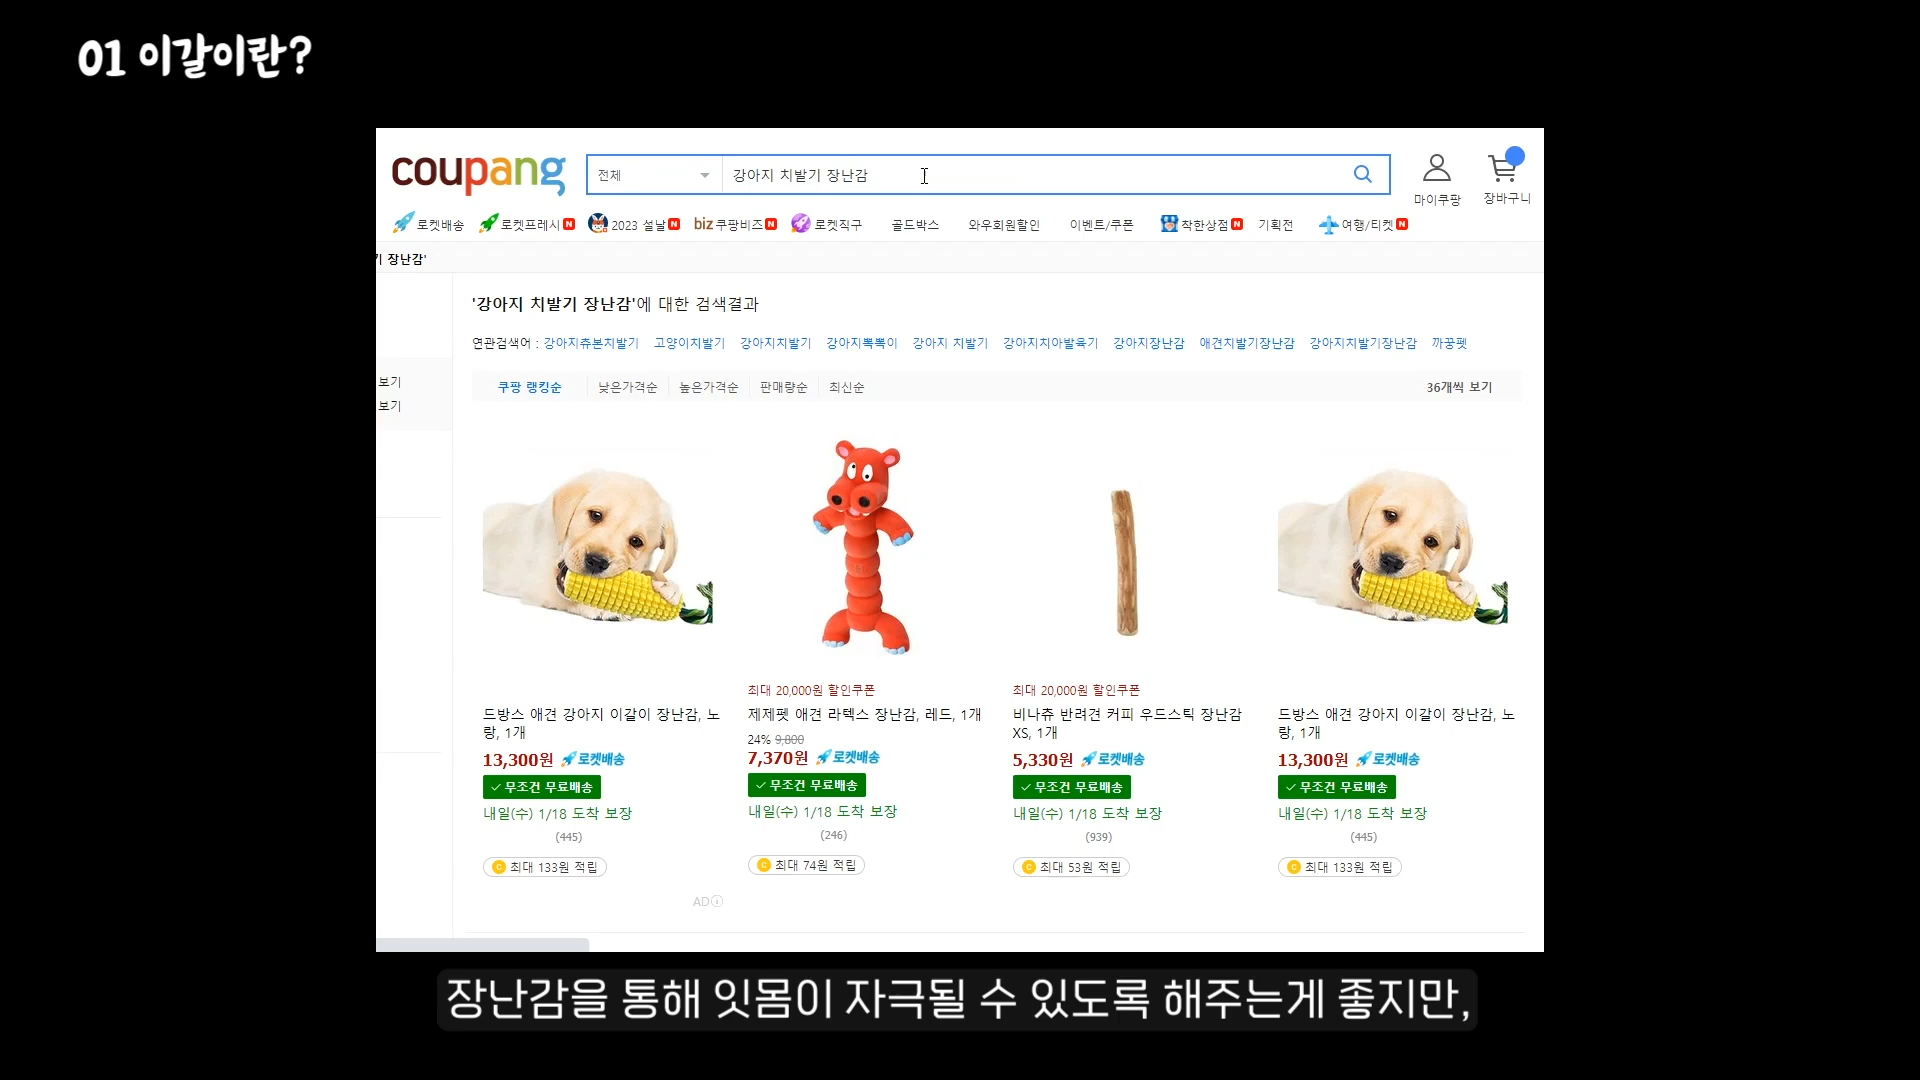 01 이갈이란?
coupang
전체
강아지 치발기 장난감
마이쿠팡
장바구니
로켓배송
로켓프레시 N
2023 설날 N
biz 쿠팡비즈 N
로켓직구
골드박스
와우회원할인
이벤트/쿠폰
착한상점 N
기획전
여행/티켓 N
기 장난감'
'강아지 치발기 장난감'에 대한 검색결과
연관검색어 : 강아지츄본치발기 고양이치발기 강아지치발기 강아지뽁뽁이 강아지 치발기 강아지치아발육기 강아지장난감 애견치발기장난감 강아지치발기장난감 까꿍펫
보기
보기
쿠팡 랭킹순
낮은가격순
높은가격순
판매량순
최신순
36개씩 보기
드방스 애견 강아지 이갈이 장난감, 노
랑, 1개
13,300원 로켓배송
무조건 무료배송
내일(수) 1/18 도착 보장
(445)
최대 133원 적립
AD
최대 20,000원 할인쿠폰
제제펫 애견 라텍스 장난감, 레드, 1개
24% 9,800
7,370원 로켓배송
무조건 무료배송
내일(수) 1/18 도착 보장
(246)
최대 74원 적립
최대 20,000원 할인쿠폰
비나츄 반려견 커피 우드스틱 장난감
XS, 1개
5,330원 로켓배송
무조건 무료배송
내일(수) 1/18 도착 보장
(939)
최대 53원 적립
드방스 애견 강아지 이갈이 장난감, 노
랑, 1개
13,300원 로켓배송
무조건 무료배송
내일(수) 1/18 도착 보장
(445)
최대 133원 적립
장난감을 통해 잇몸이 자극될 수 있도록 해주는게 좋지만,